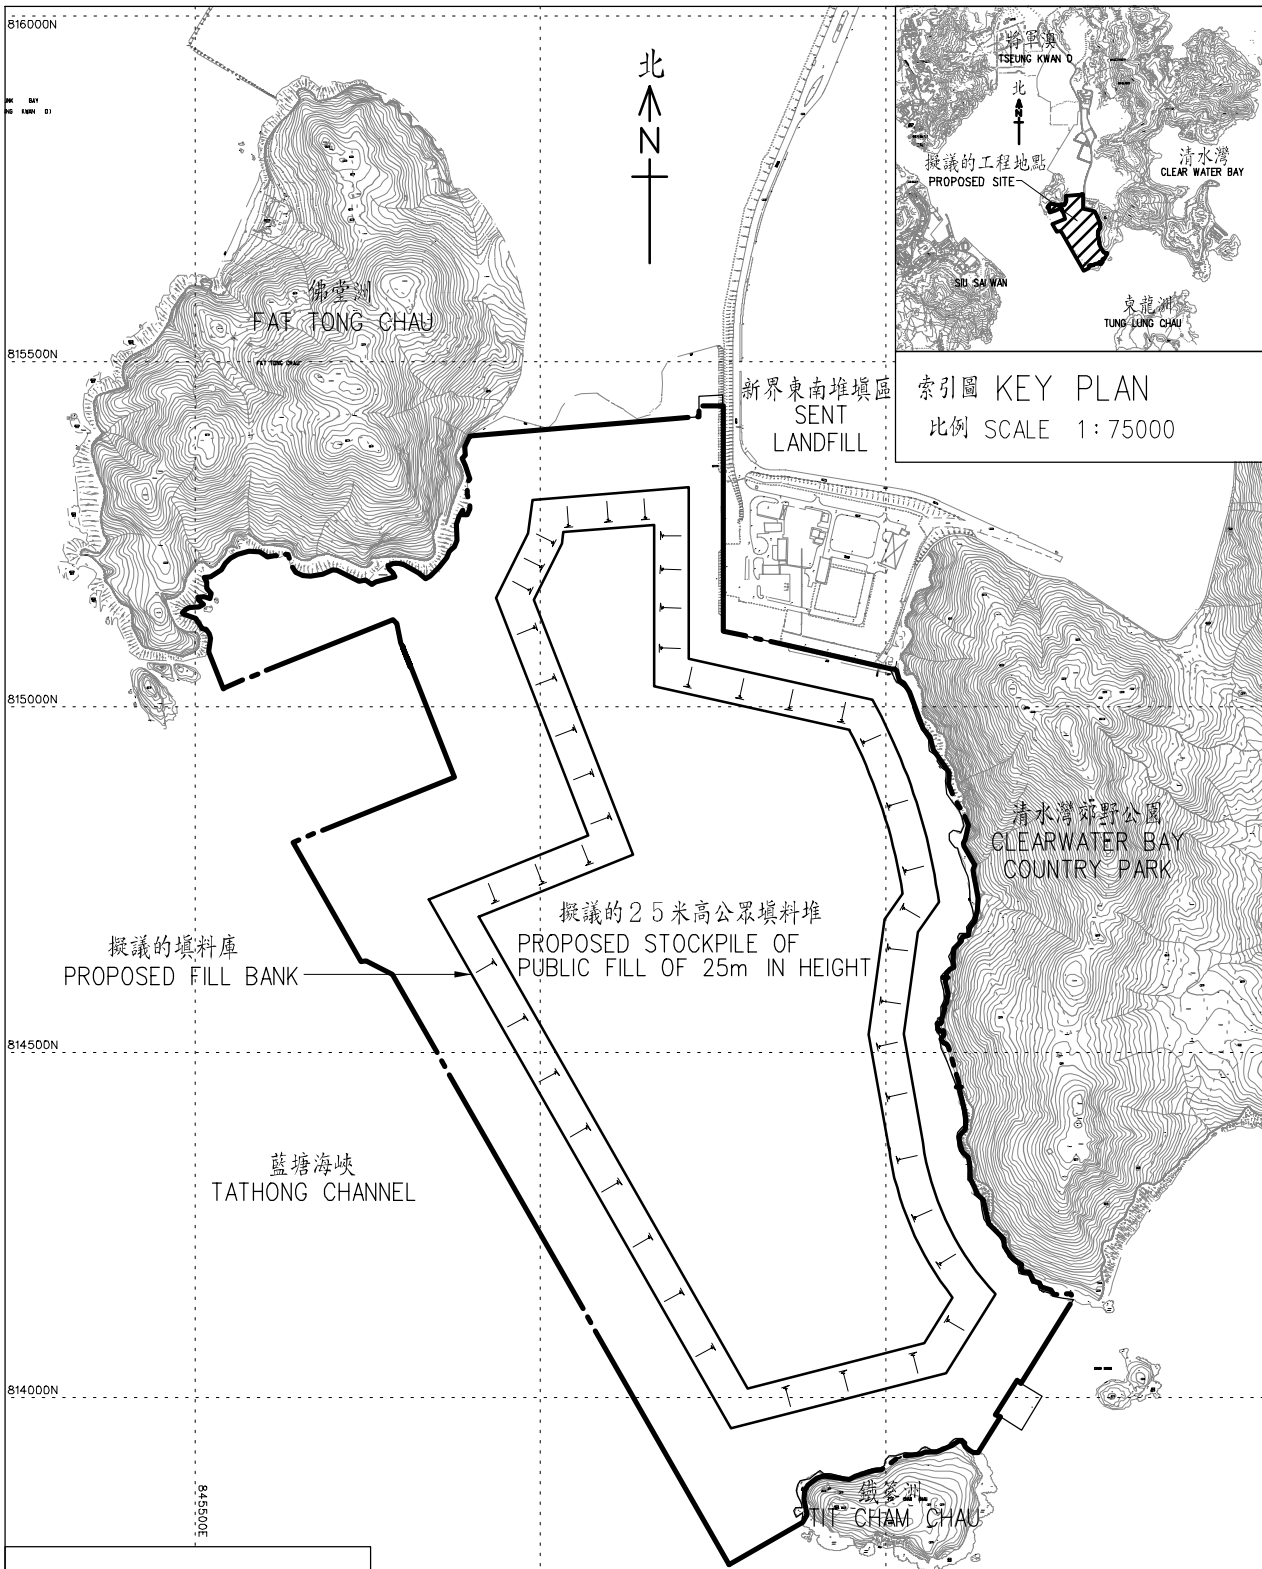 816000N
北
N
將軍澳
TSEUNG KWAN O
北
N
清水灣
CLEAR WATER BAY
擬議的工程地點
PROPOSED SITE
SIU SAI WAN
東龍洲
TUNG LUNG CHAU
佛堂洲
FAT TONG CHAU
FAT TONG CHAU
815500N
新界東南堆填區
SENT
LANDFILL
索引圖 KEY PLAN
比例 SCALE 1:75000
815000N
清水灣郊野公園
CLEARWATER BAY
COUNTRY PARK
擬議的25米高公眾填料堆
PROPOSED STOCKPILE OF
PUBLIC FILL OF 25m IN HEIGHT
擬議的填料庫
PROPOSED FILL BANK
814500N
藍塘海峽
TATHONG CHANNEL
814000N
845500E
鐵篸洲
TIT CHAM CHAU